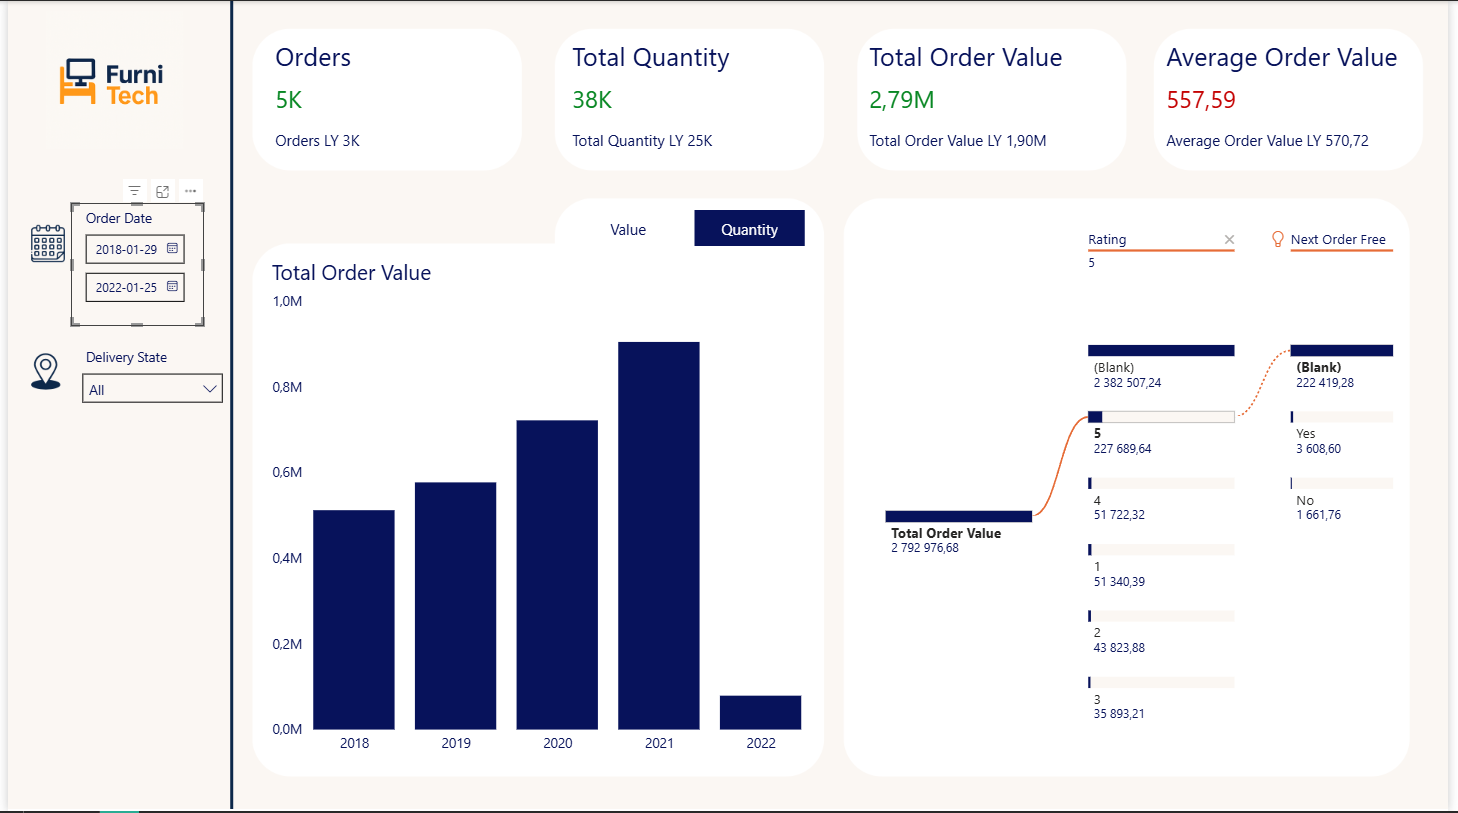 Furni
Tech
Orders
5K
Orders LY 3K
Total Quantity
38K
Total Quantity LY 25K
Total Order Value
2,79M
Total Order Value LY 1,90M
Average Order Value
557,59
Average Order Value LY 570,72
Order Date
2018-01-29
2022-01-25
Delivery State
All
Value
Quantity
Total Order Value
1,0M
0,8M
0,6M
0,4M
0,2M
0,0M
2018
2019
2020
2021
2022
Total Order Value
2 792 976,68
Rating
5
(Blank)
2 382 507,24
5
227 689,64
4
51 722,32
1
51 340,39
2
43 823,88
3
35 893,21
Next Order Free
(Blank)
222 419,28
Yes
3 608,60
No
1 661,76